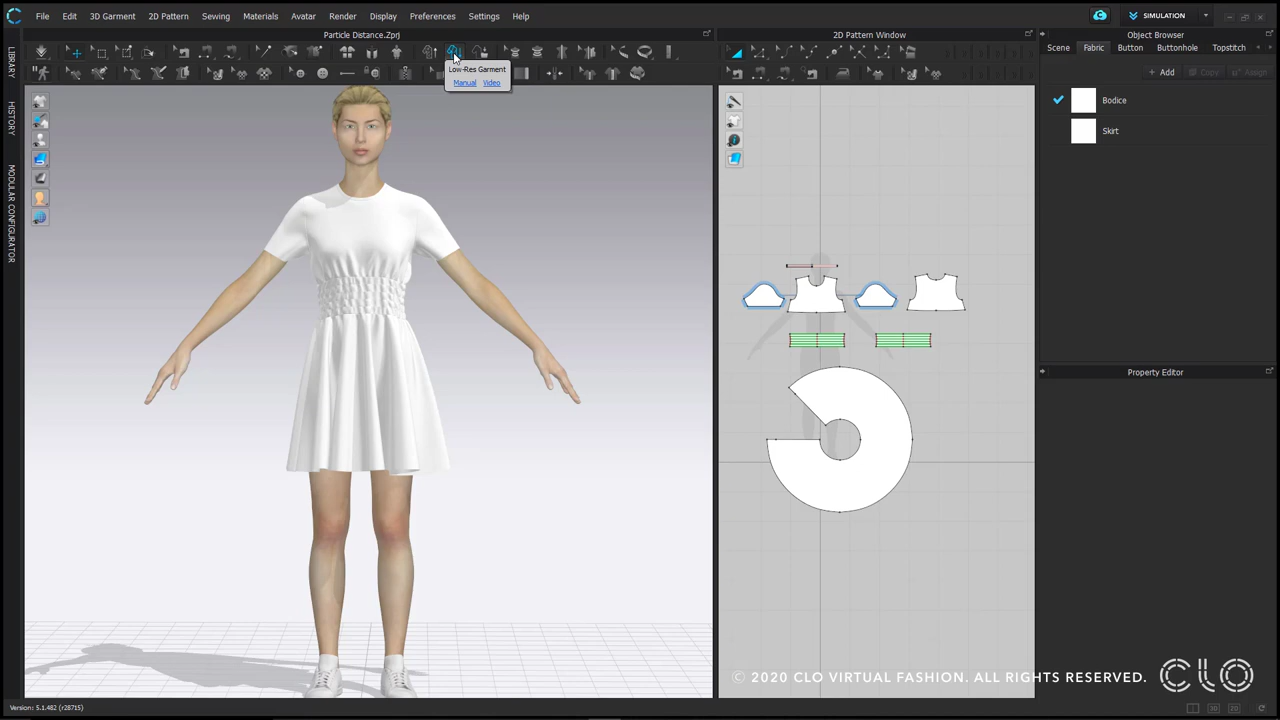 File Edit 3D Garment 2D Pattern Sewing Materials Avatar Render Display Preferences Settings Help
SIMULATION
Particle Distance.Zprj
2D Pattern Window
Object Browser
Scene Fabric Button Buttonhole Topstitch
Low-Res Garment
Manual Video
Add Copy Assign
Bodice
Skirt
LIBRARY
HISTORY
MODULAR CONFIGURATOR
Property Editor
© 2020 CLO VIRTUAL FASHION. ALL RIGHTS RESERVED.
CLO
Version: 5.1.482 (r28715)
3D 2D